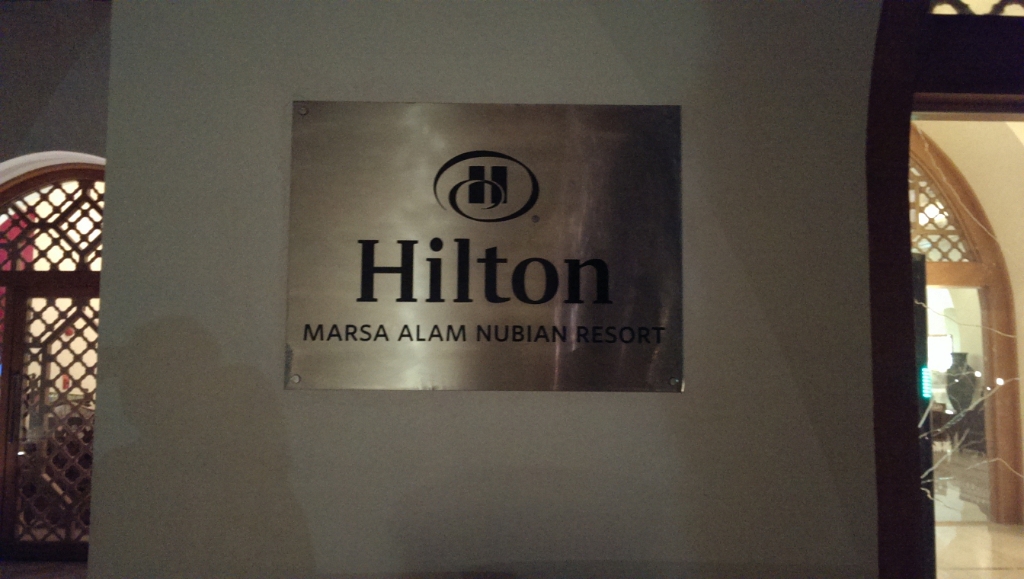 H
Hilton
MARSA ALAM NUBIAN RESORT